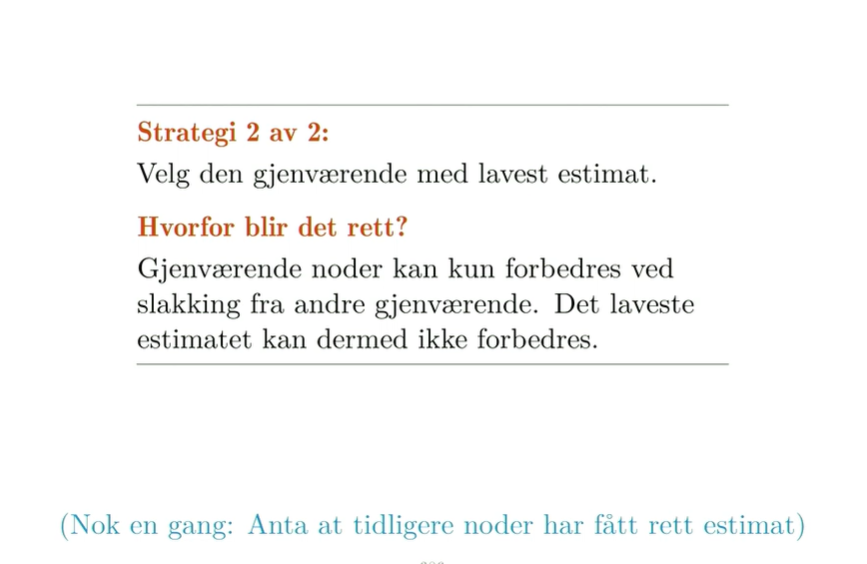 Strategi 2 av 2:
Velg den gjenværende med lavest estimat.
Hvorfor blir det rett?
Gjenværende noder kan kun forbedres ved
slakking fra andre gjenværende. Det laveste
estimatet kan dermed ikke forbedres.
(Nok en gang: Anta at tidligere noder har fått rett estimat)